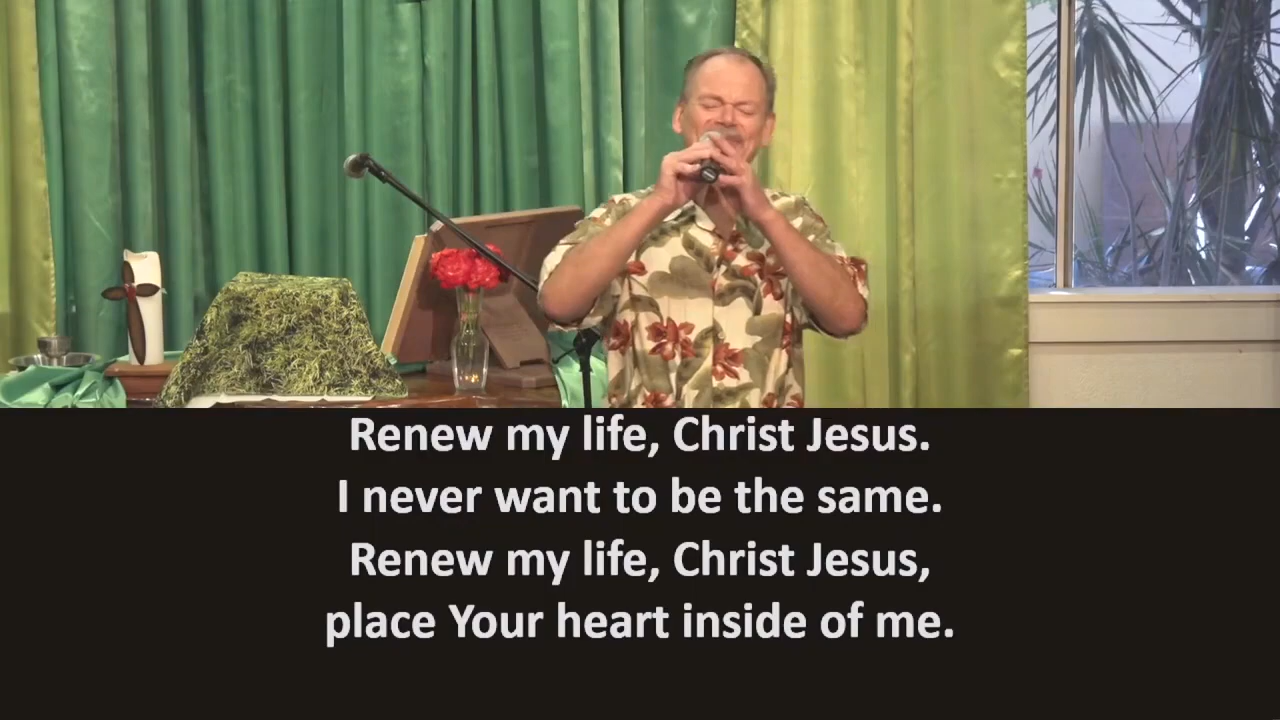 Renew my life, Christ Jesus.
I never want to be the same.
Renew my life, Christ Jesus,
place Your heart inside of me.